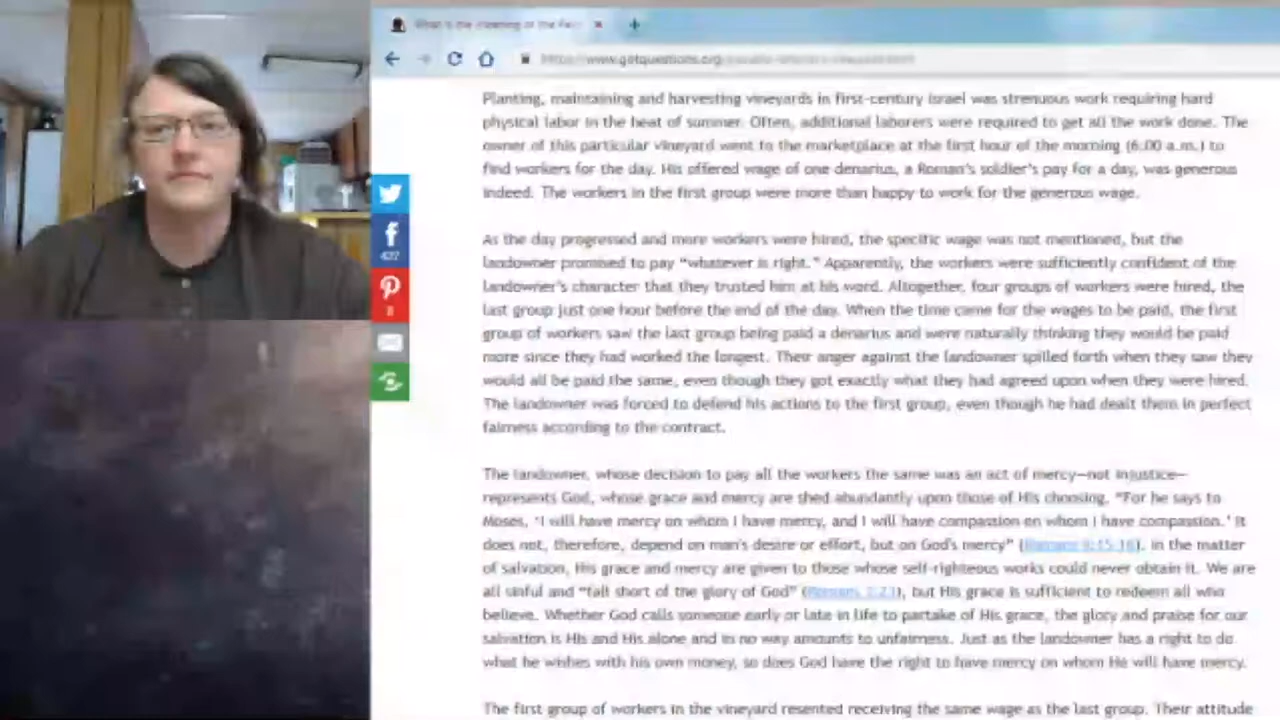 What is the meaning of the Par
https://www.gotquestions.org/
Planting, maintaining and harvesting vineyards in first-century Israel was strenuous work requiring hard
physical labor in the heat of summer. Often, additional laborers were required to get all the work done. The
owner of this particular vineyard went to the marketplace at the first hour of the morning (6:00 a.m.) to
find workers for the day. His offered wage of one denarius, a Roman's soldier's pay for a day, was generous
indeed. The workers in the first group were more than happy to work for the generous wage.
As the day progressed and more workers were hired, the specific wage was not mentioned, but the
landowner promised to pay “whatever is right.” Apparently, the workers were sufficiently confident of the
landowner's character that they trusted him at his word. Altogether, four groups of workers were hired, the
last group just one hour before the end of the day. When the time came for the wages to be paid, the first
group of workers saw the last group being paid a denarius and were naturally thinking they would be paid
more since they had worked the longest. Their anger against the landowner spilled forth when they saw they
would all be paid the same, even though they got exactly what they had agreed upon when they were hired.
The landowner was forced to defend his actions to the first group, even though he had dealt them in perfect
fairness according to the contract.
The landowner, whose decision to pay all the workers the same was an act of mercy—not injustice—
represents God, whose grace and mercy are shed abundantly upon those of His choosing. “For he says to
Moses, ‘I will have mercy on whom I have mercy, and I will have compassion on whom I have compassion.’ It
does not, therefore, depend on man's desire or effort, but on God's mercy” (Romans 9:15-16). In the matter
of salvation, His grace and mercy are given to those whose self-righteous works could never obtain it. We are
all sinful and “fall short of the glory of God” (Romans 3:23), but His grace is sufficient to redeem all who
believe. Whether God calls someone early or late in life to partake of His grace, the glory and praise for our
salvation is His and His alone and in no way amounts to unfairness. Just as the landowner has a right to do
what he wishes with his own money, so does God have the right to have mercy on whom He will have mercy.
The first group of workers in the vineyard resented receiving the same wage as the last group. Their attitude